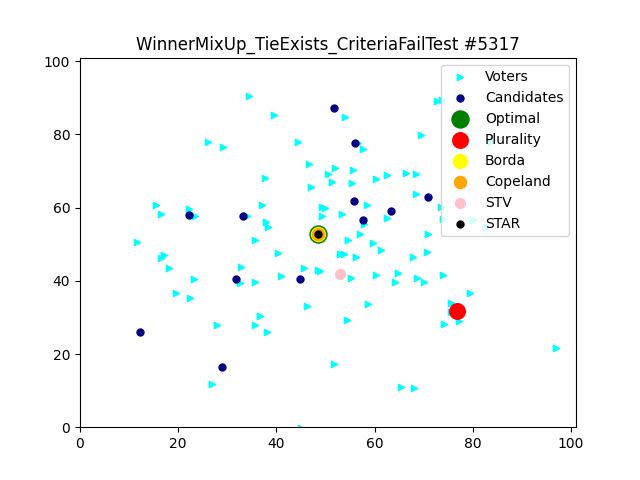 WinnerMixUp_TieExists_CriteriaFailTest #5317
100
80
60
40
20
0
0 20 40 60 80 100
Voters
Candidates
Optimal
Plurality
Borda
Copeland
STV
STAR